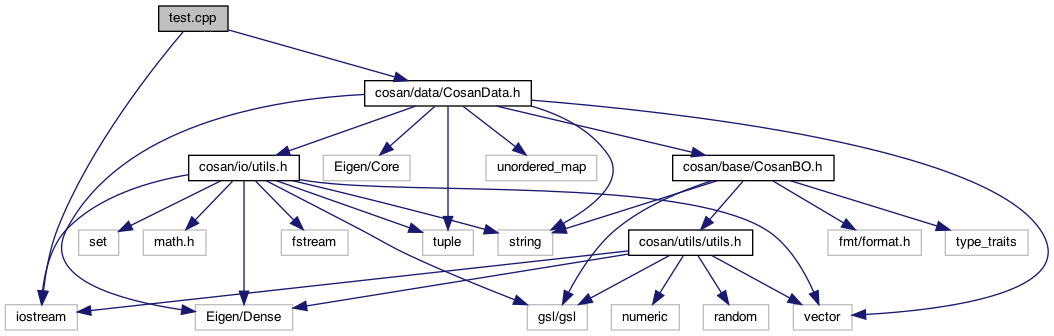 test.cpp
cosan/data/CosanData.h
cosan/io/utils.h
Eigen/Core
unordered_map
cosan/base/CosanBO.h
set
math.h
fstream
tuple
string
cosan/utils/utils.h
fmt/format.h
type_traits
iostream
Eigen/Dense
gsl/gsl
numeric
random
vector